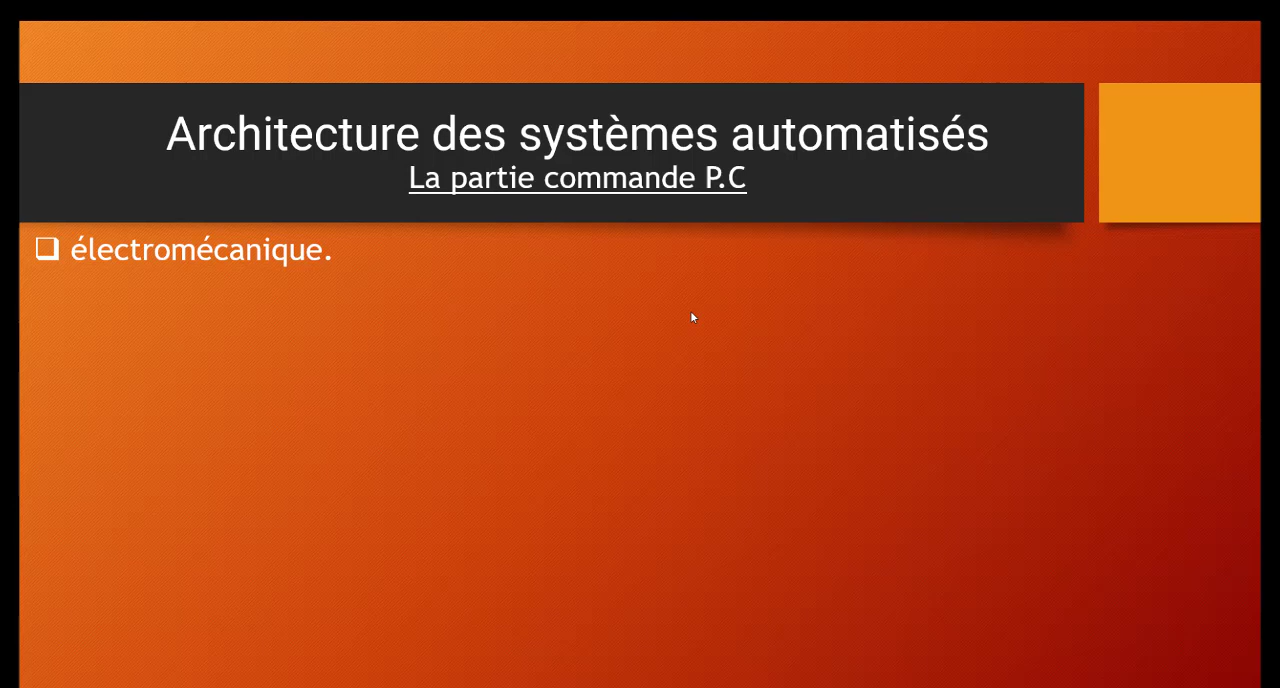 Architecture des systèmes automatisés
La partie commande P.C
électromécanique.